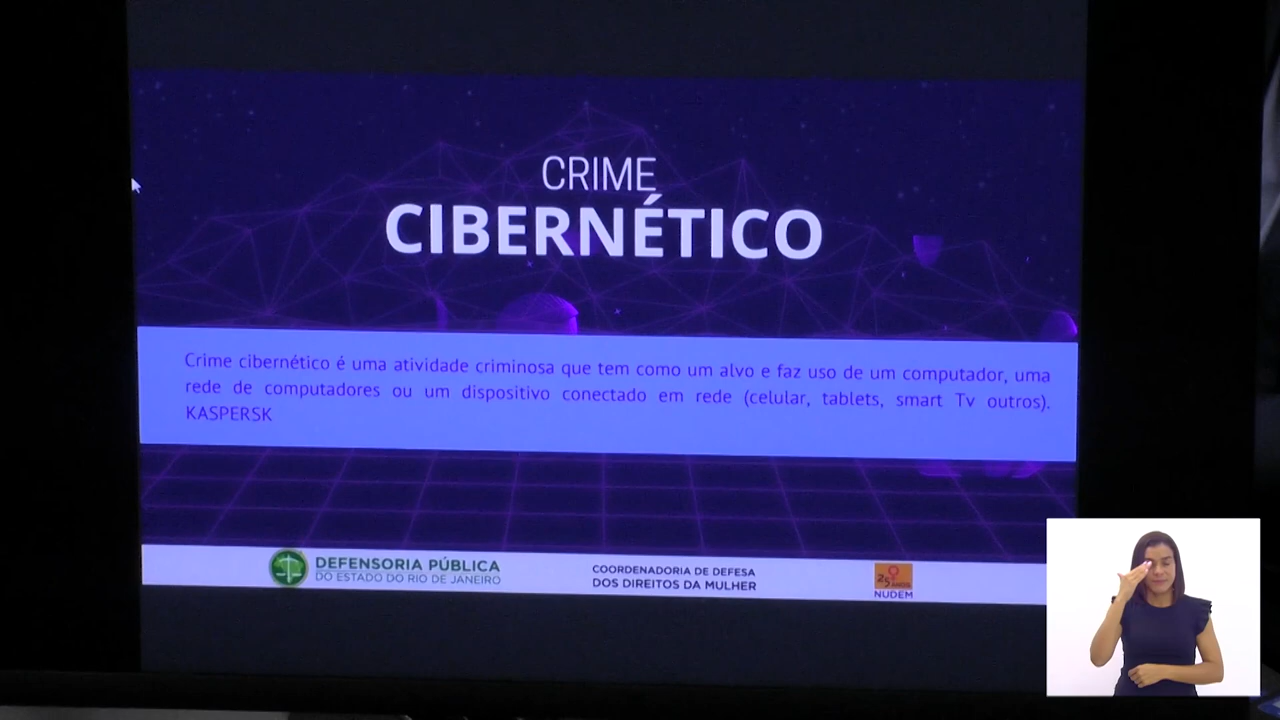 CRIME
CIBERNÉTICO
Crime cibernético é uma atividade criminosa que tem como um alvo e faz uso de um computador, uma
rede de computadores ou um dispositivo conectado em rede (celular, tablets, smart Tv outros).
KASPERSK
DEFENSORIA PÚBLICA
DO ESTADO DO RIO DE JANEIRO
COORDENADORIA DE DEFESA
DOS DIREITOS DA MULHER
25 ANOS
NUDEM